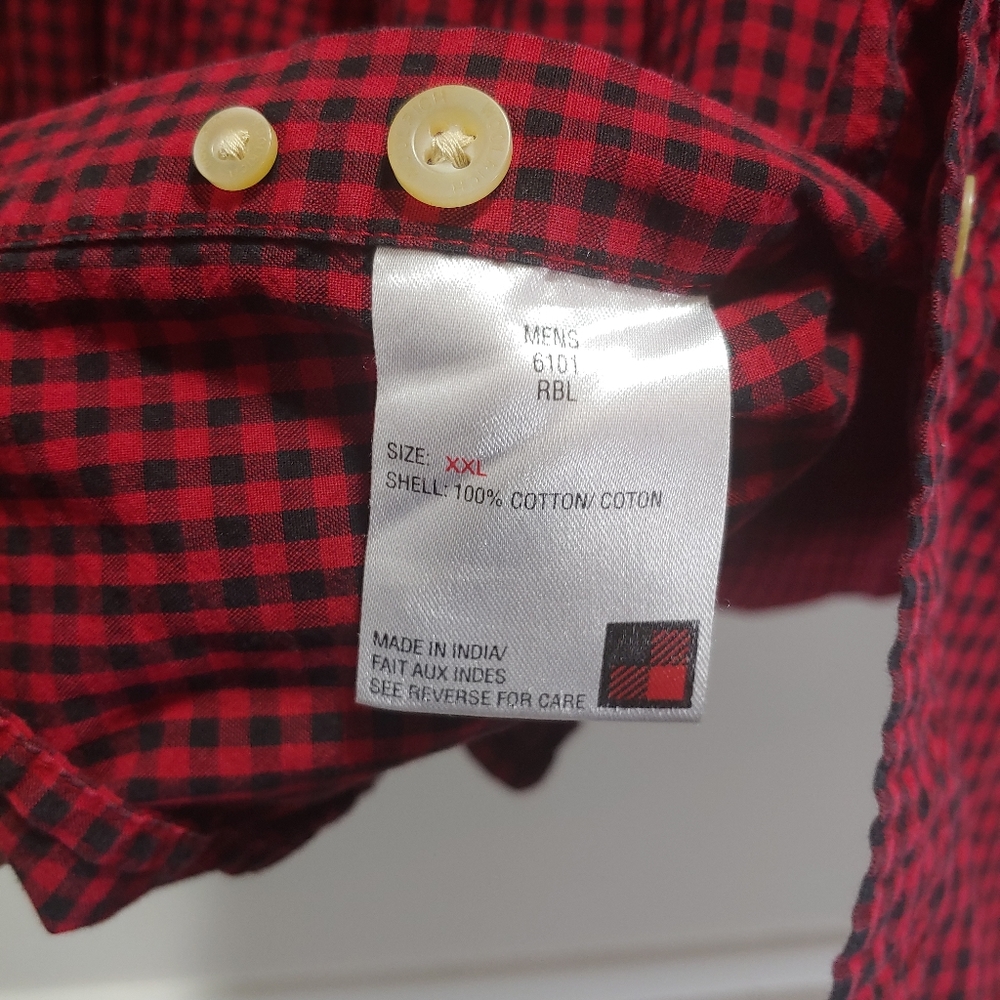 MENS
6101
RBL
SIZE: XXL
SHELL: 100% COTTON/ COTON
MADE IN INDIA/
FAIT AUX INDES
SEE REVERSE FOR CARE